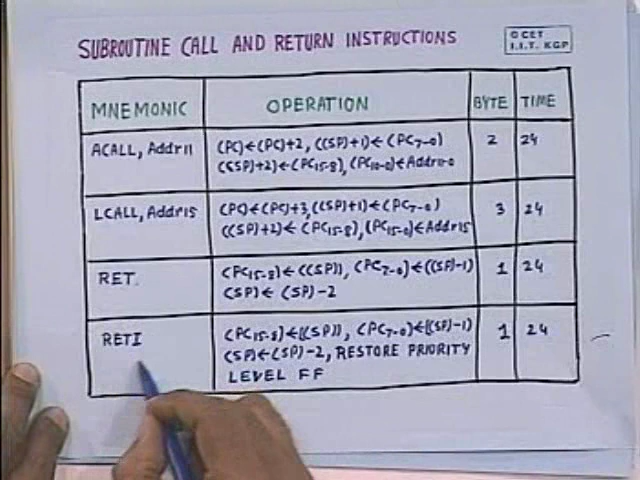 SUBROUTINE CALL AND RETURN INSTRUCTIONS
© CET
I.I.T. KGP
MNEMONIC OPERATION BYTE TIME
ACALL, Addr11 (PC)←(PC)+2, ((SP)+1)←(PC7-0) 2 24
((SP)+2)←(PC15-8), (PC10-0)←Addr10-0
LCALL, Addr15 (PC)←(PC)+3, ((SP)+1)←(PC7-0) 3 24
((SP)+2)←(PC15-8), (PC15-0)←Addr15
RET. (PC15-8)←((SP)), (PC7-0)←((SP)-1) 1 24
(SP)←(SP)-2
RETI (PC15-8)←((SP)), (PC7-0)←((SP)-1) 1 24
(SP)←(SP)-2, RESTORE PRIORITY
LEVEL FF